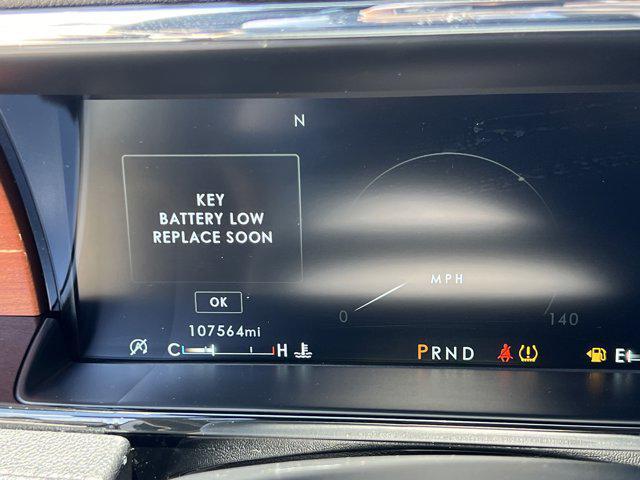 N
KEY
BATTERY LOW
REPLACE SOON
MPH
OK
0
140
107564mi
C H
PRND
E